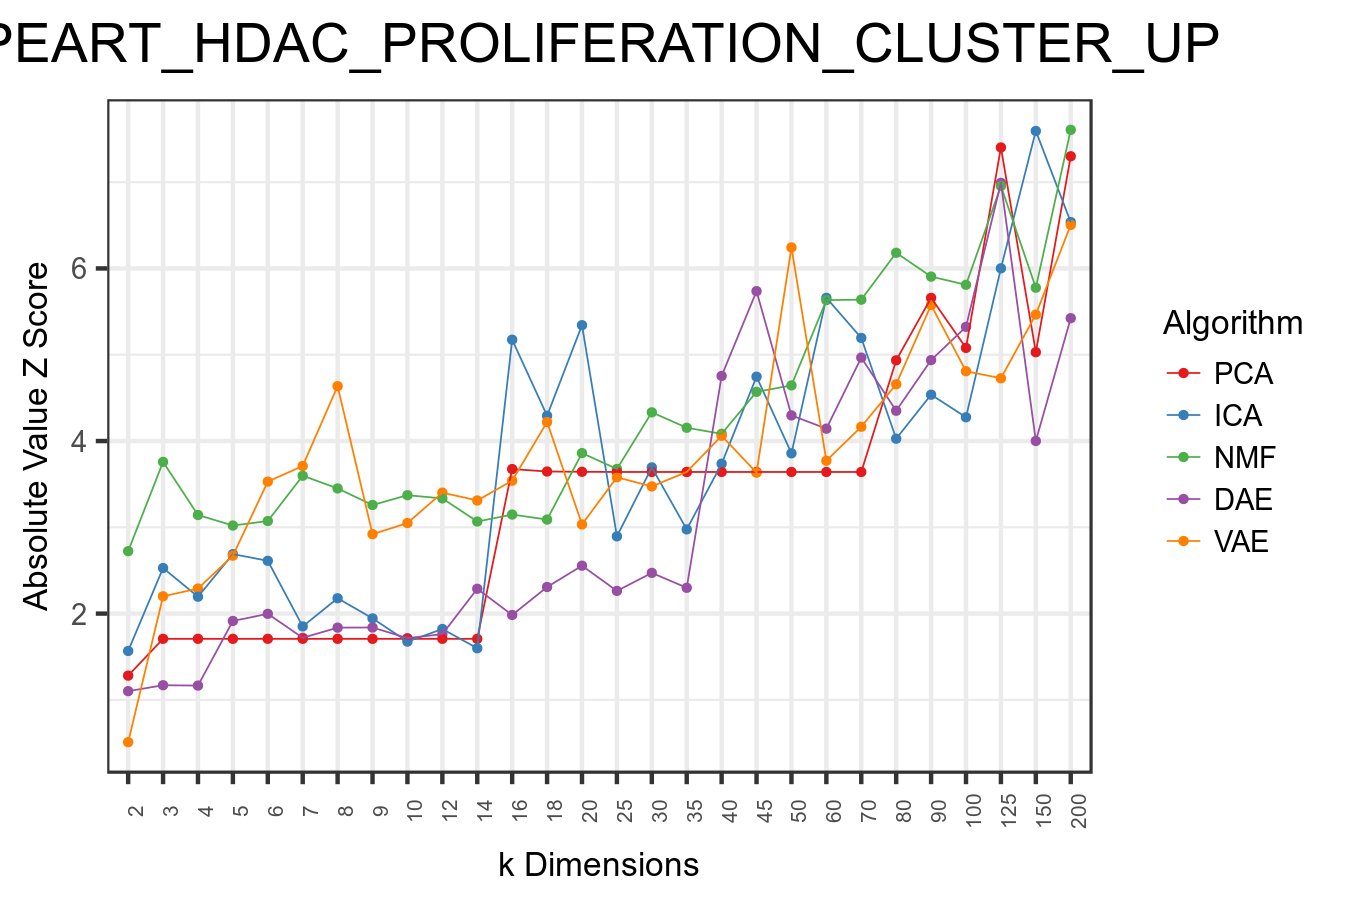 PEART_HDAC_PROLIFERATION_CLUSTER_UP
Absolute Value Z Score
6
4
2
2 3 4 5 6 7 8 9 10 12 14 16 18 20 25 30 35 40 45 50 60 70 80 90 100 125 150 200
k Dimensions
Algorithm
PCA
ICA
NMF
DAE
VAE